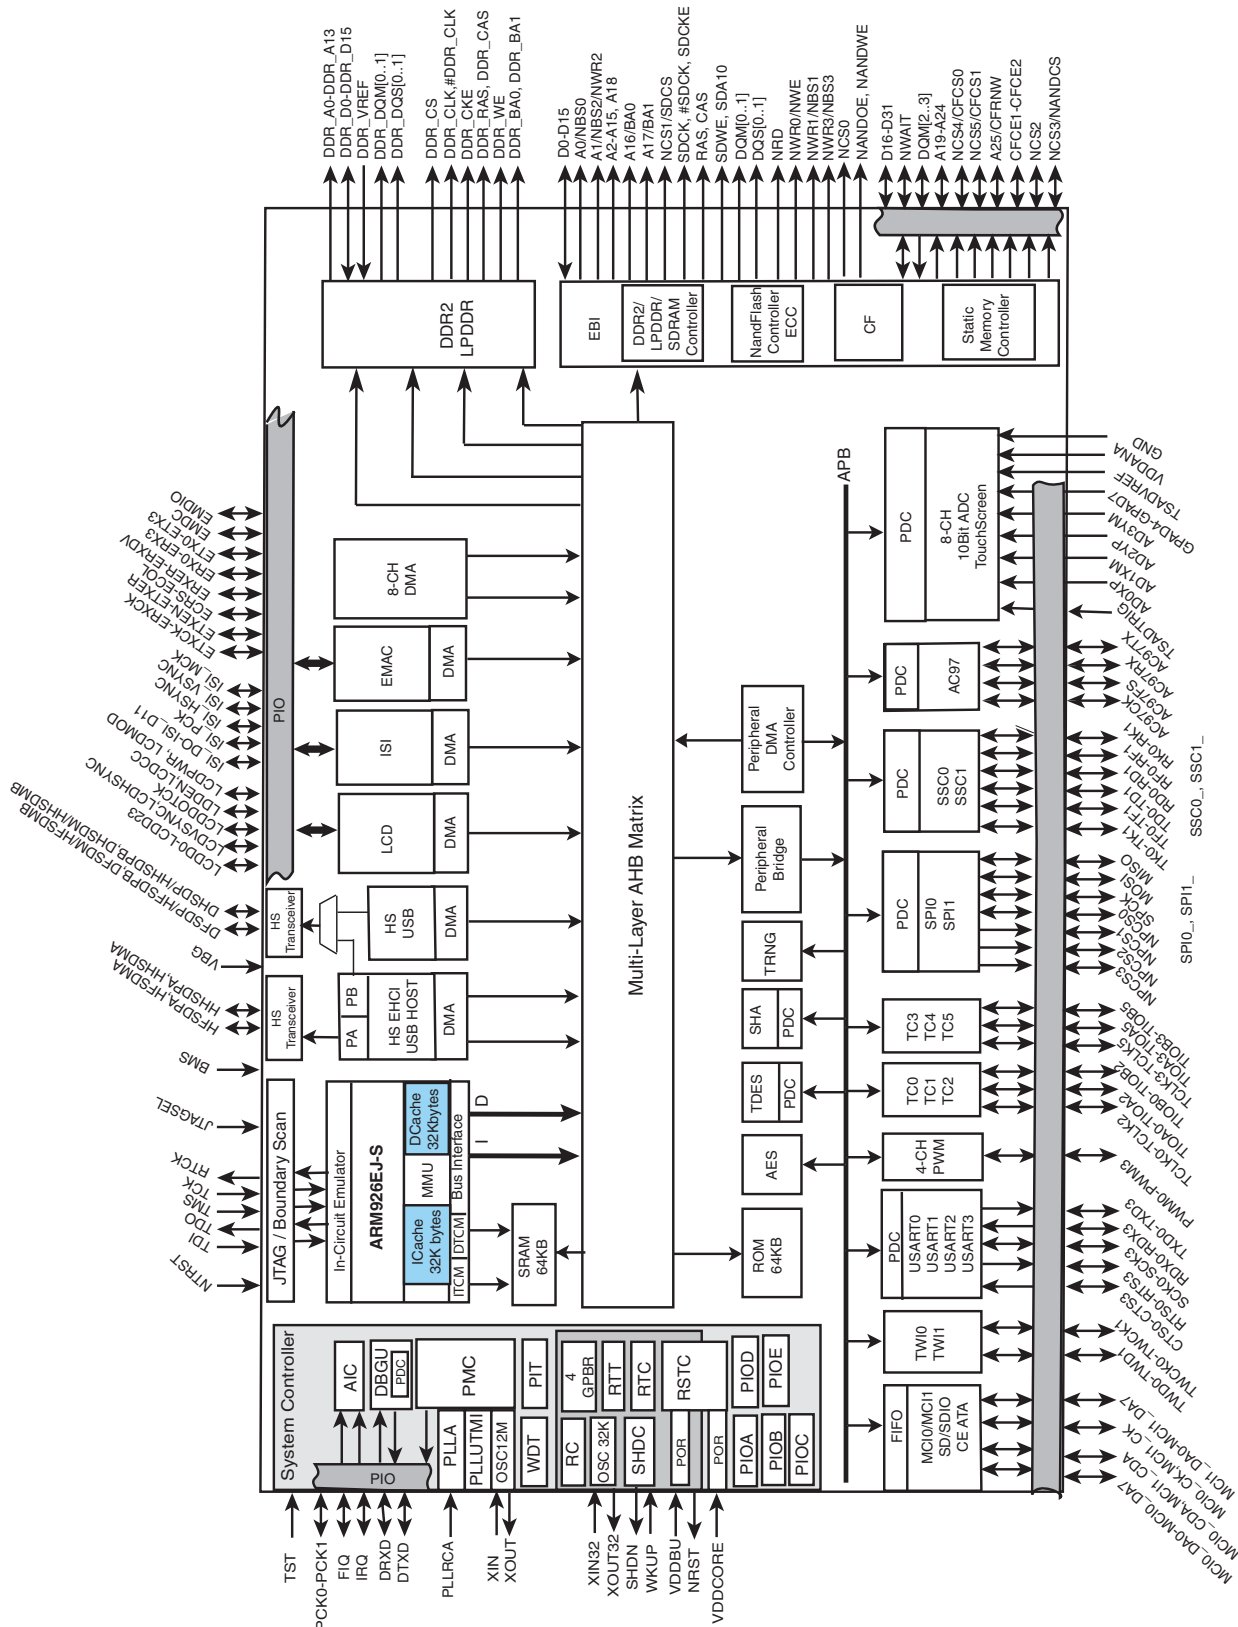 DDR_A0-DDR_A13
DDR_D0-DDR_D15
DDR_VREF
DDR_DQM[0..1]
DDR_DQS[0..1]
DDR_CS
DDR_CLK,#DDR_CLK
DDR_CKE
DDR_RAS, DDR_CAS
DDR_WE
DDR_BA0, DDR_BA1
D0-D15
A0/NBS0
A1/NBS2/NWR2
A2-A15, A18
A16/BA0
A17/BA1
NCS1/SDCS
SDCK, #SDCK, SDCKE
RAS, CAS
SDWE, SDA10
DQM[0..1]
DQS[0..1]
NRD
NWR0/NWE
NWR1/NBS1
NWR3/NBS3
NCS0
NANDOE, NANDWE
D16-D31
NWAIT
DQM[2..3]
A19-A24
NCS4/CFCS0
NCS5/CFCS1
A25/CFRNW
CFCE1-CFCE2
NCS2
NCS3/NANDCS
DDR2
LPDDR
EBI
DDR2/
LPDDR/
SDRAM
Controller
NandFlash
Controller
ECC
CF
Static
Memory
Controller
PIO
EMDIO
EMDC
ETX0-ETX3
ERX0-ERX3
ERXER-ERXDV
ECRS-ECOL
ETXEN-ETXER
ETXCK-ERXCK
ISI_MCK
ISI_VSYNC
ISI_HSYNC
ISI_PCK
ISI_DO-ISI_D11
LCDPWR, LCDMOD
LDDEN,LCDCC
LCDDOTCK
LCDVSYNC,LCDHSYNC
LCDD0-LCDD23
DHSDP/HHSDPB,DHSDM/HHSDMB
DFSDP/HFSDPB,DFSDM/HFSDMB
VBG
HHSDPA,HHSDMA
HFSDPA,HFSDMA
BMS
JTAGSEL
RTCK
TCK
TMS
TDO
TDI
NTRST
8-CH
DMA
EMAC
DMA
ISI
DMA
LCD
DMA
HS
Transceiver
HS
USB
DMA
HS
Transceiver
PA
PB
HS EHCI
USB HOST
DMA
JTAG / Boundary Scan
In-Circuit Emulator
ARM926EJ-S
DCache
32Kbytes
MMU
ICache
32K bytes
Bus Interface
ITCM
DTCM
I
D
SRAM
64KB
Multi-Layer AHB Matrix
ROM
64KB
AES
TDES
PDC
SHA
PDC
TRNG
Peripheral
Bridge
Peripheral
DMA
Controller
APB
PDC
8-CH
10Bit ADC
TouchScreen
PDC
AC97
PDC
SSC0
SSC1
PDC
SPI0
SPI1
TC3
TC4
TC5
TC0
TC1
TC2
4-CH
PWM
PDC
USART0
USART1
USART2
USART3
TWI0
TWI1
FIFO
MCI0/MCI1
SD/SDIO
CE ATA
GND
VDDANA
TSADVREF
GPAD4-GPAD7
AD3YM
AD2YP
AD1XM
AD0XP
TSADTRIG
AC97TX
AC97RX
AC97FS
AC97CK
RK0-RK1
RF0-RF1
RD0-RD1
TD0-TD1
TF0-TF1
TK0-TK1
SSC0_, SSC1_
MISO
MOSI
SPCK
NPCS0
NPCS1
NPCS2
NPCS3
SPI0_, SPI1_
TIOB3-TIOB5
TIOA3-TIOA5
TCLK3-TCLK5
TIOB0-TIOB2
TIOA0-TIOA2
TCLK0-TCLK2
PWM0-PWM3
TXD0-TXD3
RDX0-RDX3
SCK0-SCK3
RTS0-RTS3
CTS0-CTS3
TWCK0-TWCK1
TWD0-TWD1
MCI1_DA0-MCI1_DA7
MCI0_CK,MCI1_CK
MCI0_CDA,MCI1_CDA
MCI0_DA0-MCI0_DA7
System Controller
PIO
AIC
DBGU
PDC
PMC
PLLA
PLLUTMI
OSC12M
PIT
WDT
4
GPBR
RTT
RTC
RSTC
RC
OSC 32K
SHDC
POR
POR
PIOD
PIOE
PIOA
PIOB
PIOC
TST
PCK0-PCK1
FIQ
IRQ
DRXD
DTXD
PLLRCA
XIN
XOUT
XIN32
XOUT32
SHDN
WKUP
VDDBU
NRST
VDDCORE